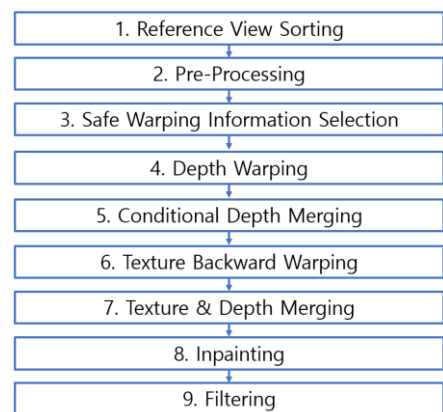 1. Reference View Sorting
2. Pre-Processing
3. Safe Warping Information Selection
4. Depth Warping
5. Conditional Depth Merging
6. Texture Backward Warping
7. Texture & Depth Merging
8. Inpainting
9. Filtering